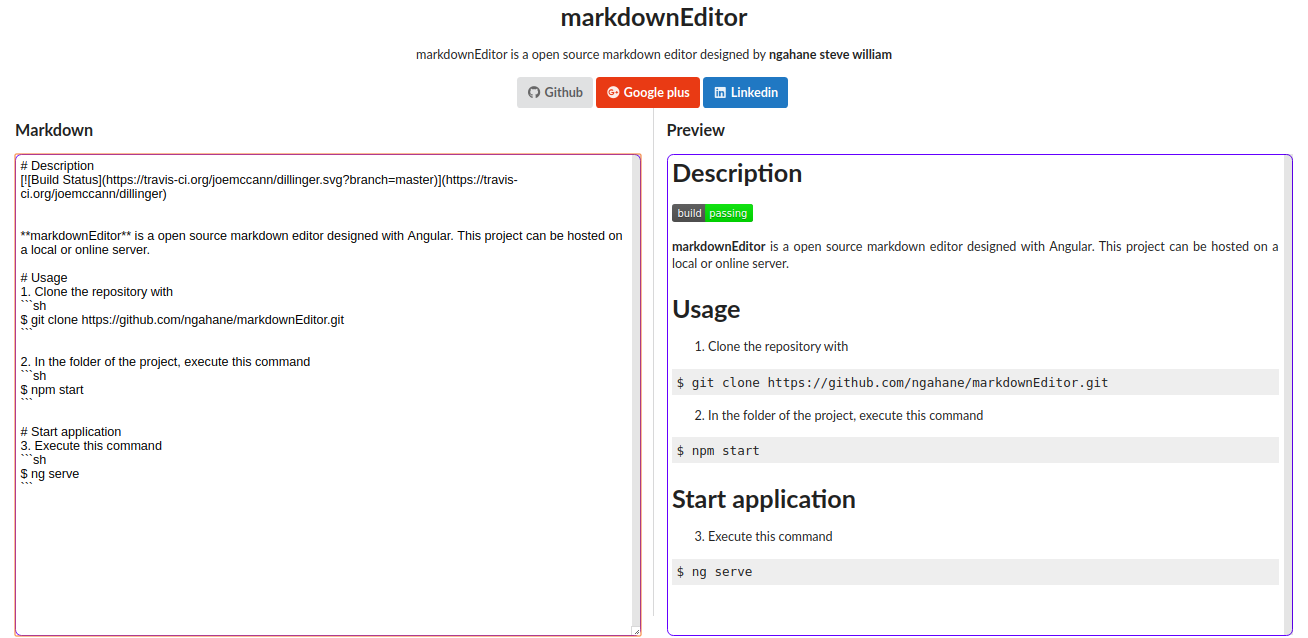 markdownEditor
markdownEditor is a open source markdown editor designed by ngahane steve william
Github
Google plus
Linkedin
Markdown
# Description
[![Build Status](https://travis-ci.org/joemccann/dillinger.svg?branch=master)](https://travis-
ci.org/joemccann/dillinger)
**markdownEditor** is a open source markdown editor designed with Angular. This project can be hosted on
a local or online server.
# Usage
1. Clone the repository with
```sh
$ git clone https://github.com/ngahane/markdownEditor.git
```
2. In the folder of the project, execute this command
```sh
$ npm start
```
# Start application
3. Execute this command
```sh
$ ng serve
```
Preview
Description
build passing
markdownEditor is a open source markdown editor designed with Angular. This project can be hosted on a
local or online server.
Usage
1. Clone the repository with
$ git clone https://github.com/ngahane/markdownEditor.git
2. In the folder of the project, execute this command
$ npm start
Start application
3. Execute this command
$ ng serve